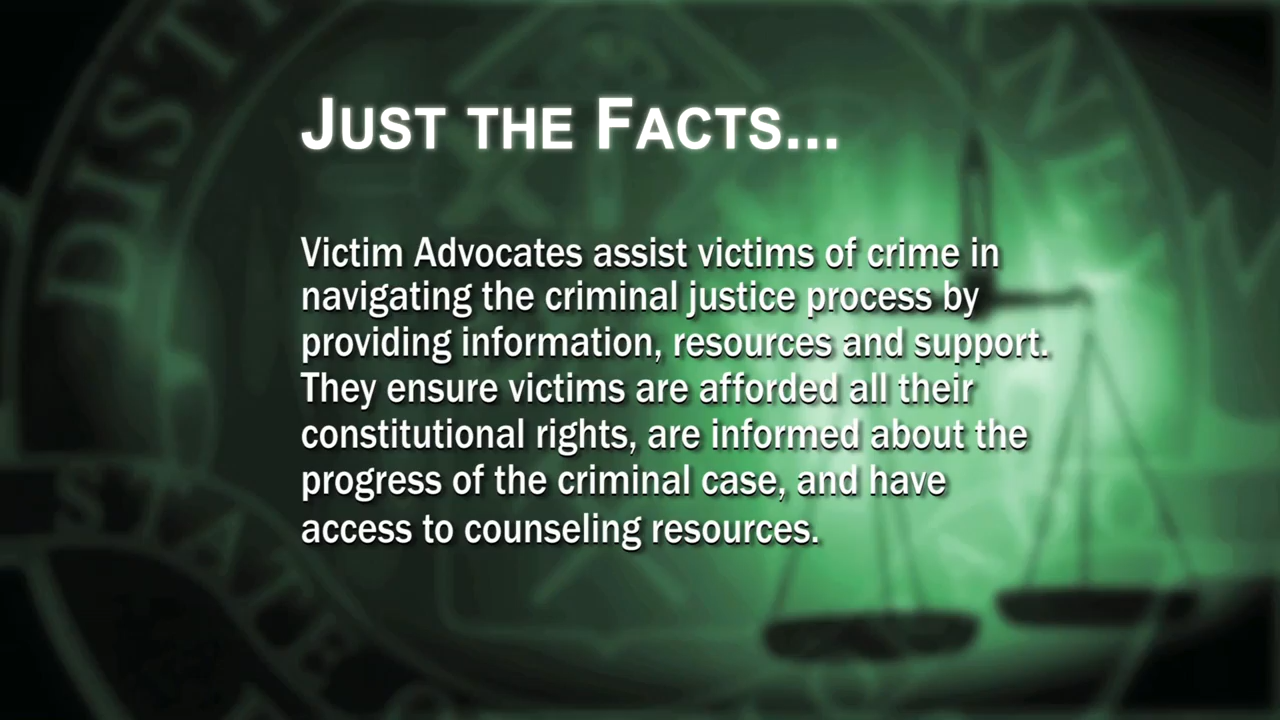 JUST THE FACTS...
Victim Advocates assist victims of crime in
navigating the criminal justice process by
providing information, resources and support.
They ensure victims are afforded all their
constitutional rights, are informed about the
progress of the criminal case, and have
access to counseling resources.
DIST
STATE O